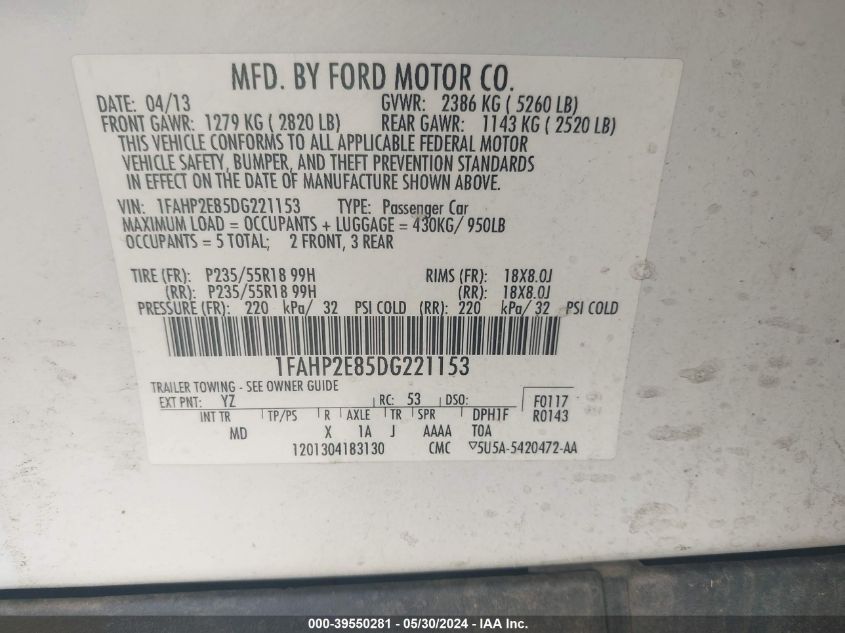 MFD. BY FORD MOTOR CO.
DATE: 04/13 GVWR: 2386 KG ( 5260 LB)
FRONT GAWR: 1279 KG ( 2820 LB) REAR GAWR: 1143 KG ( 2520 LB)
THIS VEHICLE CONFORMS TO ALL APPLICABLE FEDERAL MOTOR
VEHICLE SAFETY, BUMPER, AND THEFT PREVENTION STANDARDS
IN EFFECT ON THE DATE OF MANUFACTURE SHOWN ABOVE.
VIN: 1FAHP2E85DG221153 TYPE: Passenger Car
MAXIMUM LOAD = OCCUPANTS + LUGGAGE = 430KG/ 950LB
OCCUPANTS = 5 TOTAL; 2 FRONT, 3 REAR
TIRE (FR): P235/55R18 99H RIMS (FR): 18X8.0J
(RR): P235/55R18 99H (RR): 18X8.0J
PRESSURE (FR): 220 kPa/ 32 PSI COLD (RR): 220 kPa/ 32 PSI COLD
1FAHP2E85DG221153
TRAILER TOWING - SEE OWNER GUIDE
EXT PNT: YZ RC: 53 DSO: F0117
INT TR TP/PS R AXLE TR SPR DPH1F R0143
MD X 1A J AAAA TOA
1201304183130 CMC ▽5U5A-5420472-AA
000-39550281 - 05/30/2024 - IAA Inc.